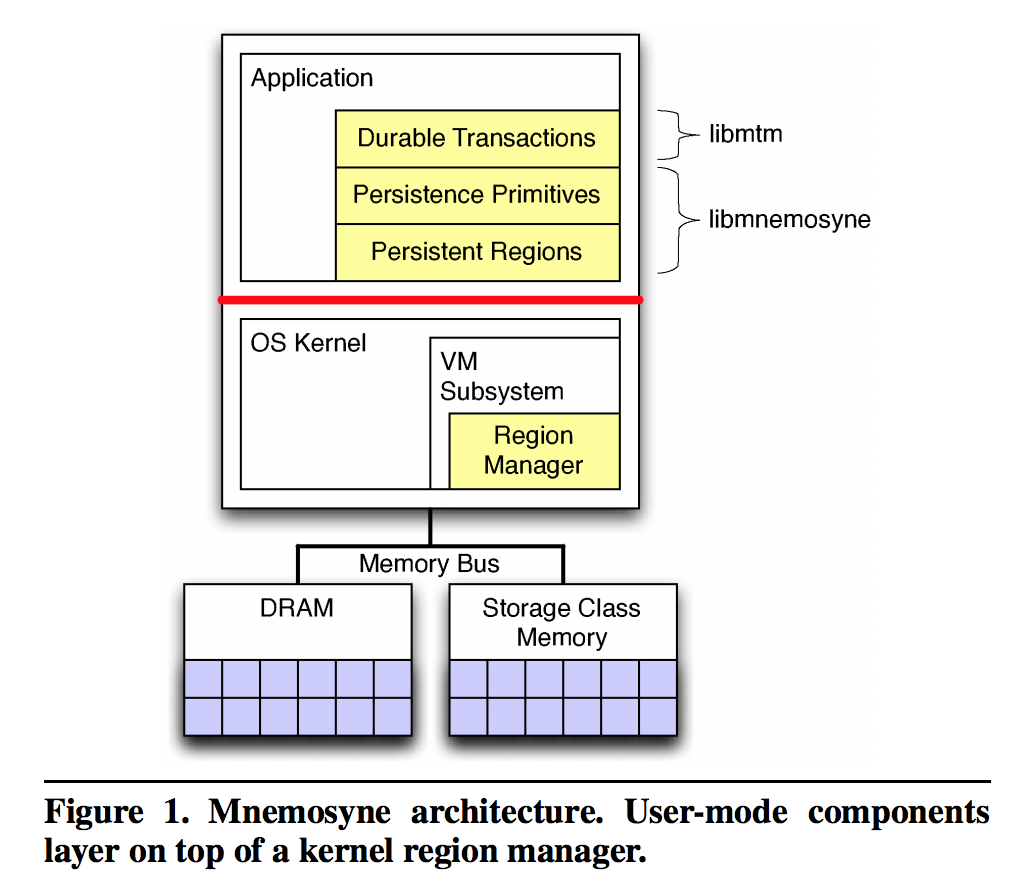 Application
Durable Transactions
libmtm
Persistence Primitives
libmnemosyne
Persistent Regions
OS Kernel
VM
Subsystem
Region
Manager
Memory Bus
DRAM
Storage Class
Memory
Figure 1. Mnemosyne architecture. User-mode components
layer on top of a kernel region manager.